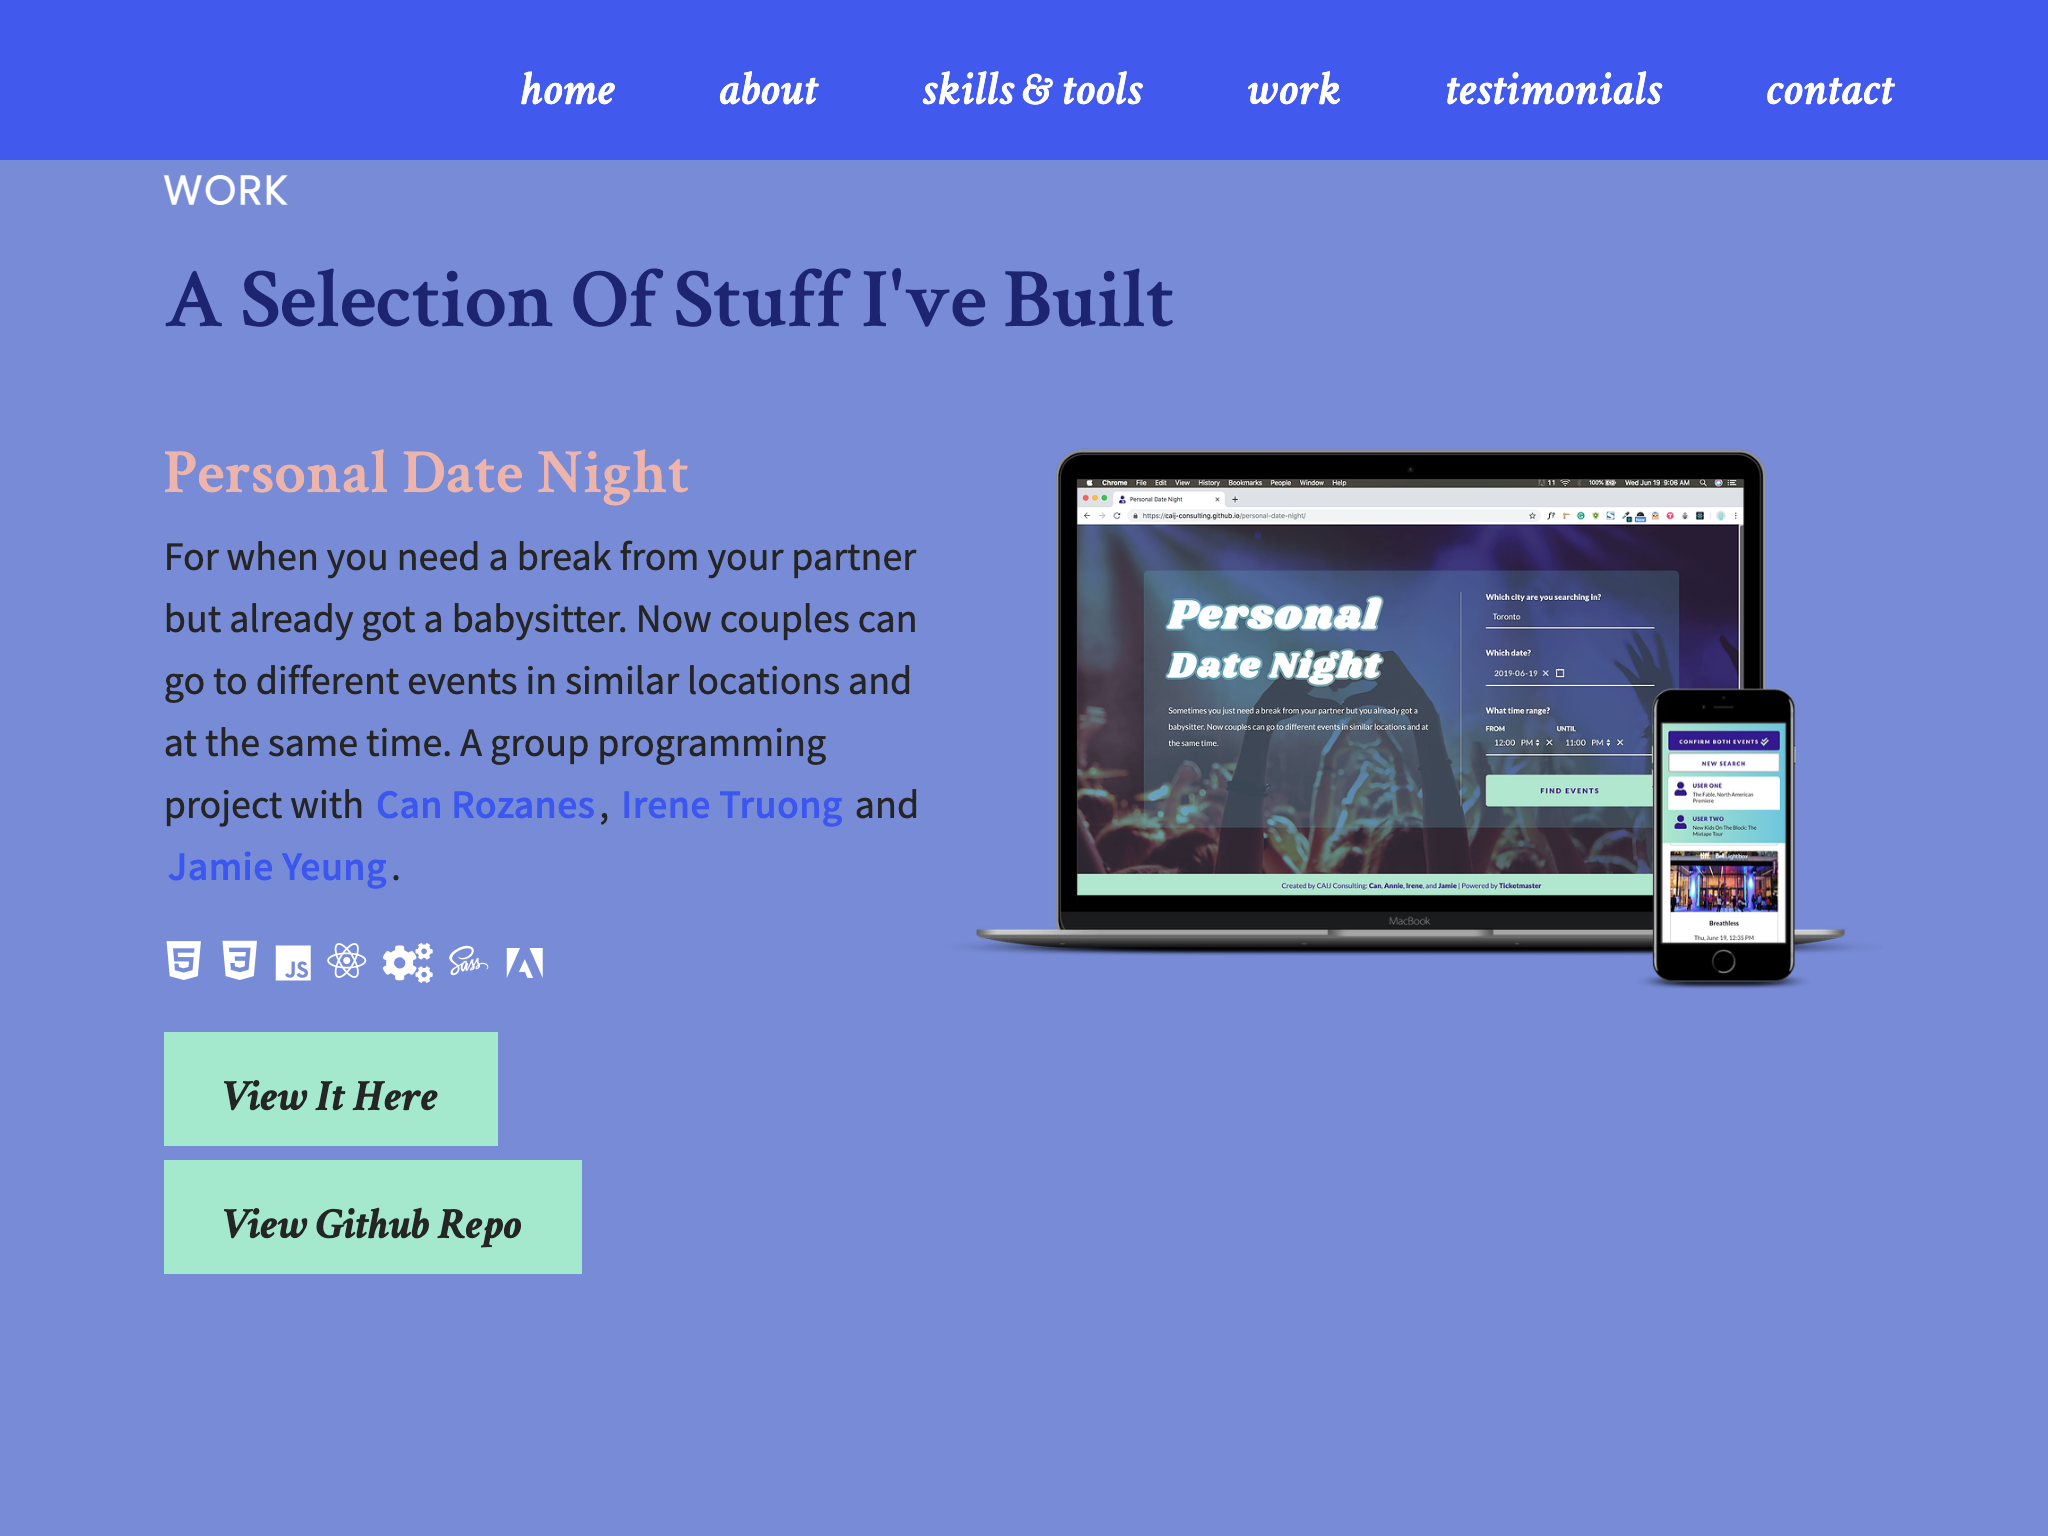 home about skills & tools work testimonials contact
WORK
A Selection Of Stuff I've Built
Personal Date Night
For when you need a break from your partner
but already got a babysitter. Now couples can
go to different events in similar locations and
at the same time. A group programming
project with Can Rozanes, Irene Truong and
Jamie Yeung.
JS
Sass
View It Here
View Github Repo
Chrome File Edit View History Bookmarks People Window Help 11 100% Wed Jun 19 9:06 AM
Personal Date Night
https://caij-consulting.github.io/personal-date-night/
Personal
Date Night
Sometimes you just need a break from your partner but you already got a
babysitter. Now couples can go to different events in similar locations and at
the same time.
Which city are you searching in?
Toronto
Which date?
2019-06-19
What time range?
FROM UNTIL
12:00 PM 11:00 PM
FIND EVENTS
Created by CAIJ Consulting: Can, Annie, Irene, and Jamie | Powered by Ticketmaster
MacBook
CONFIRM BOTH EVENTS
NEW SEARCH
USER ONE
The Fable, North American
Premiere
USER TWO
New Kids On The Block: The
Mixtape Tour
tiff. Bell Lightbox
Breathless
Thu, June 19, 12:35 PM